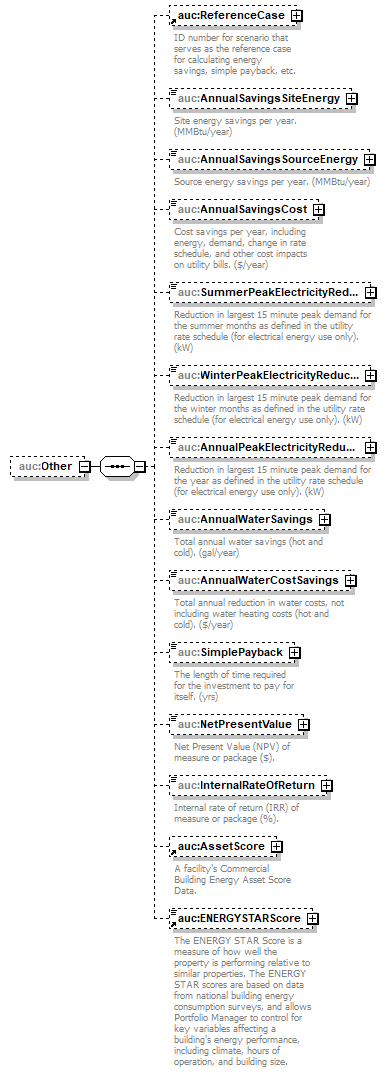 auc:ReferenceCase
ID number for scenario that
serves as the reference case
for calculating energy
savings, simple payback, etc.
auc:AnnualSavingsSiteEnergy
Site energy savings per year.
(MMBtu/year)
auc:AnnualSavingsSourceEnergy
Source energy savings per year. (MMBtu/year)
auc:AnnualSavingsCost
Cost savings per year, including
energy, demand, change in rate
schedule, and other cost impacts
on utility bills. ($/year)
auc:SummerPeakElectricityRed...
Reduction in largest 15 minute peak demand for
the summer months as defined in the utility
rate schedule (for electrical energy use only).
(kW)
auc:WinterPeakElectricityReduc...
Reduction in largest 15 minute peak demand for
the winter months as defined in the utility rate
schedule (for electrical energy use only). (kW)
auc:AnnualPeakElectricityRedu...
Reduction in largest 15 minute peak demand for
the year as defined in the utility rate schedule
(for electrical energy use only). (kW)
auc:Other
auc:AnnualWaterSavings
Total annual water savings (hot and
cold). (gal/year)
auc:AnnualWaterCostSavings
Total annual reduction in water costs, not
including water heating costs (hot and
cold). ($/year)
auc:SimplePayback
The length of time required
for the investment to pay for
itself. (yrs)
auc:NetPresentValue
Net Present Value (NPV) of
measure or package ($).
auc:InternalRateOfReturn
Internal rate of return (IRR) of
measure or package (%).
auc:AssetScore
A facility's Commercial
Building Energy Asset Score
Data.
auc:ENERGYSTARScore
The ENERGY STAR Score is a
measure of how well the
property is performing relative to
similar properties. The ENERGY
STAR scores are based on data
from national building energy
consumption surveys, and allows
Portfolio Manager to control for
key variables affecting a
building's energy performance,
including climate, hours of
operation, and building size.